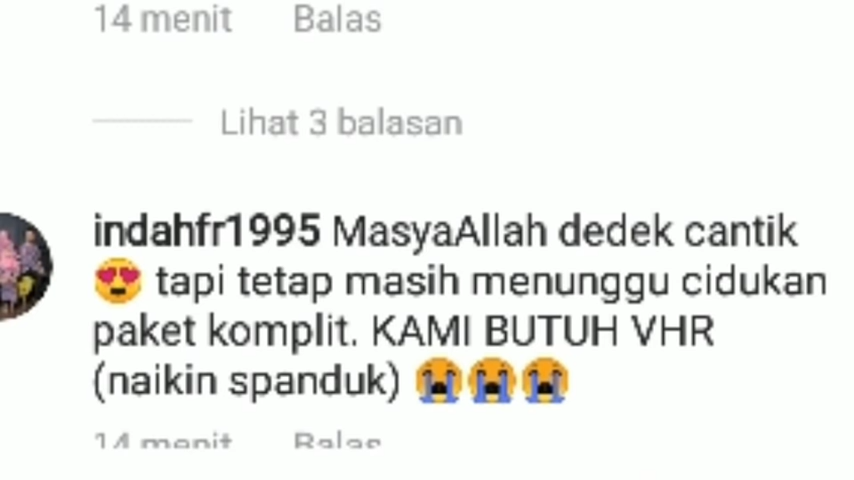 14 menit Balas
Lihat 3 balasan
indahfr1995 MasyaAllah dedek cantik
😍 tapi tetap masih menunggu cidukan
paket komplit. KAMI BUTUH VHR
(naikin spanduk) 😭😭😭
14 menit Balas